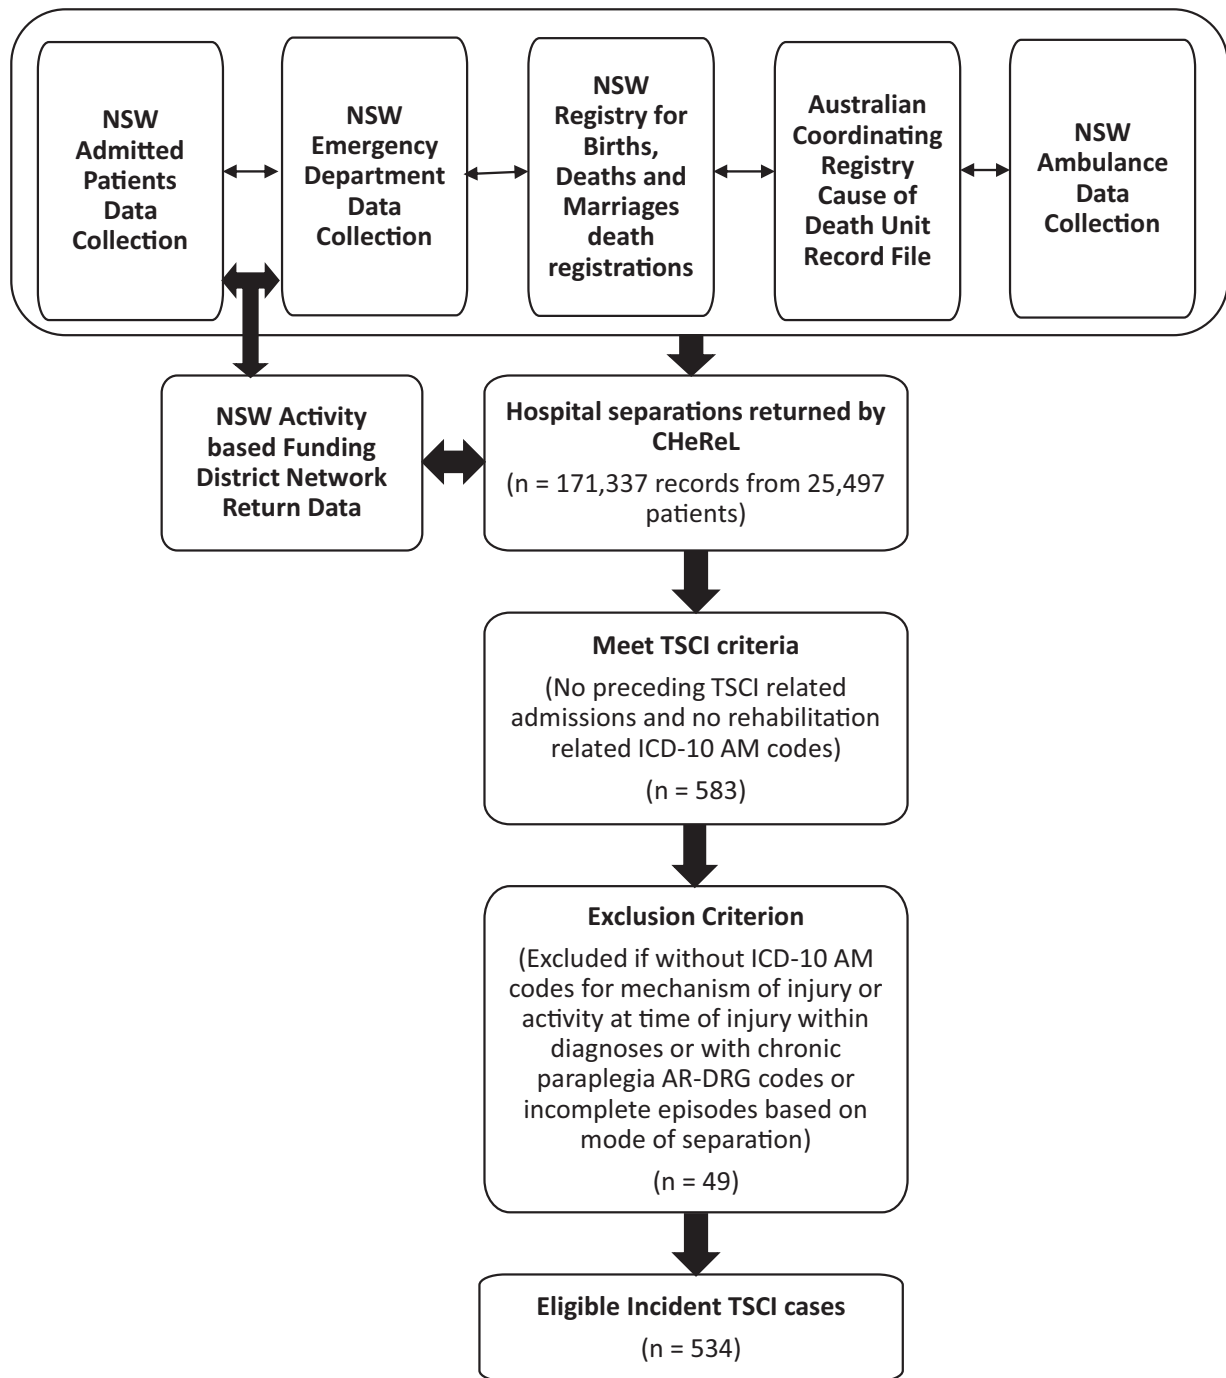 NSW
Admitted
Patients
Data
Collection
NSW
Emergency
Department
Data
Collection
NSW
Registry for
Births,
Deaths and
Marriages
death
registrations
Australian
Coordinating
Registry
Cause of
Death Unit
Record File
NSW
Ambulance
Data
Collection
NSW Activity
based Funding
District Network
Return Data
Hospital separations returned by
CHeReL
(n = 171,337 records from 25,497
patients)
Meet TSCI criteria
(No preceding TSCI related
admissions and no rehabilitation
related ICD-10 AM codes)
(n = 583)
Exclusion Criterion
(Excluded if without ICD-10 AM
codes for mechanism of injury or
activity at time of injury within
diagnoses or with chronic
paraplegia AR-DRG codes or
incomplete episodes based on
mode of separation)
(n = 49)
Eligible Incident TSCI cases
(n = 534)